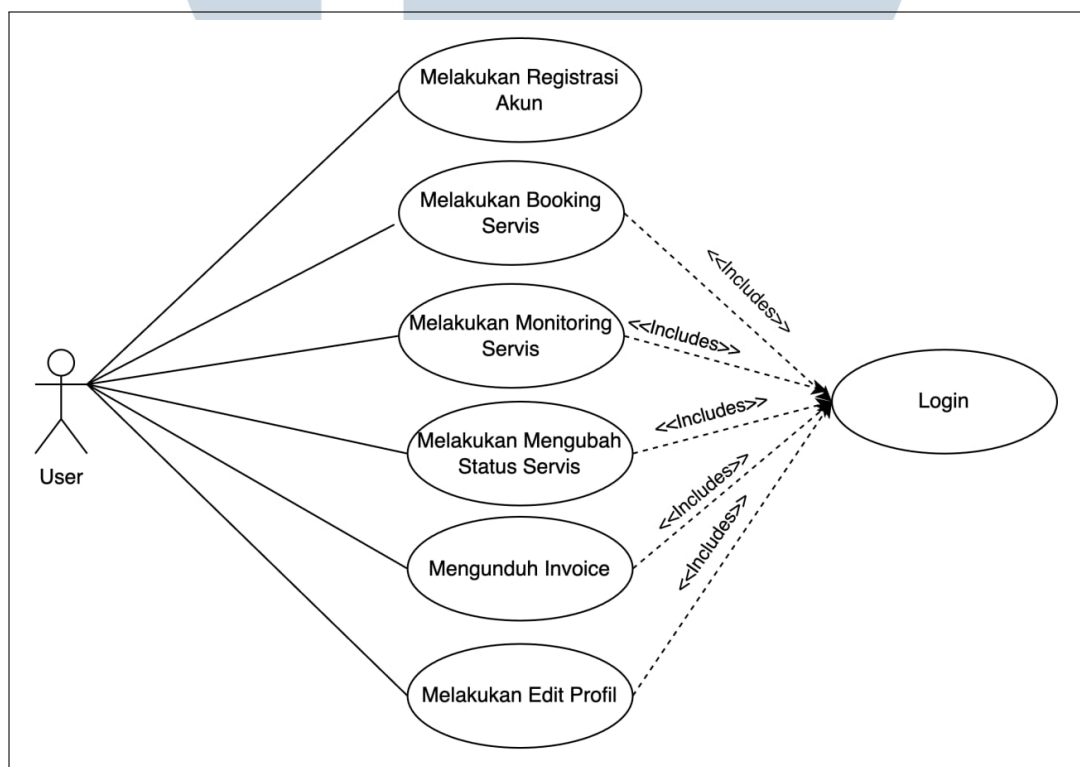 Melakukan Registrasi
Akun
Melakukan Booking
Servis
<<Includes>>
Melakukan Monitoring
Servis
<<Includes>>
Login
<<Includes>>
Melakukan Mengubah
Status Servis
User
<<Includes>>
Mengunduh Invoice
<<Includes>>
Melakukan Edit Profil